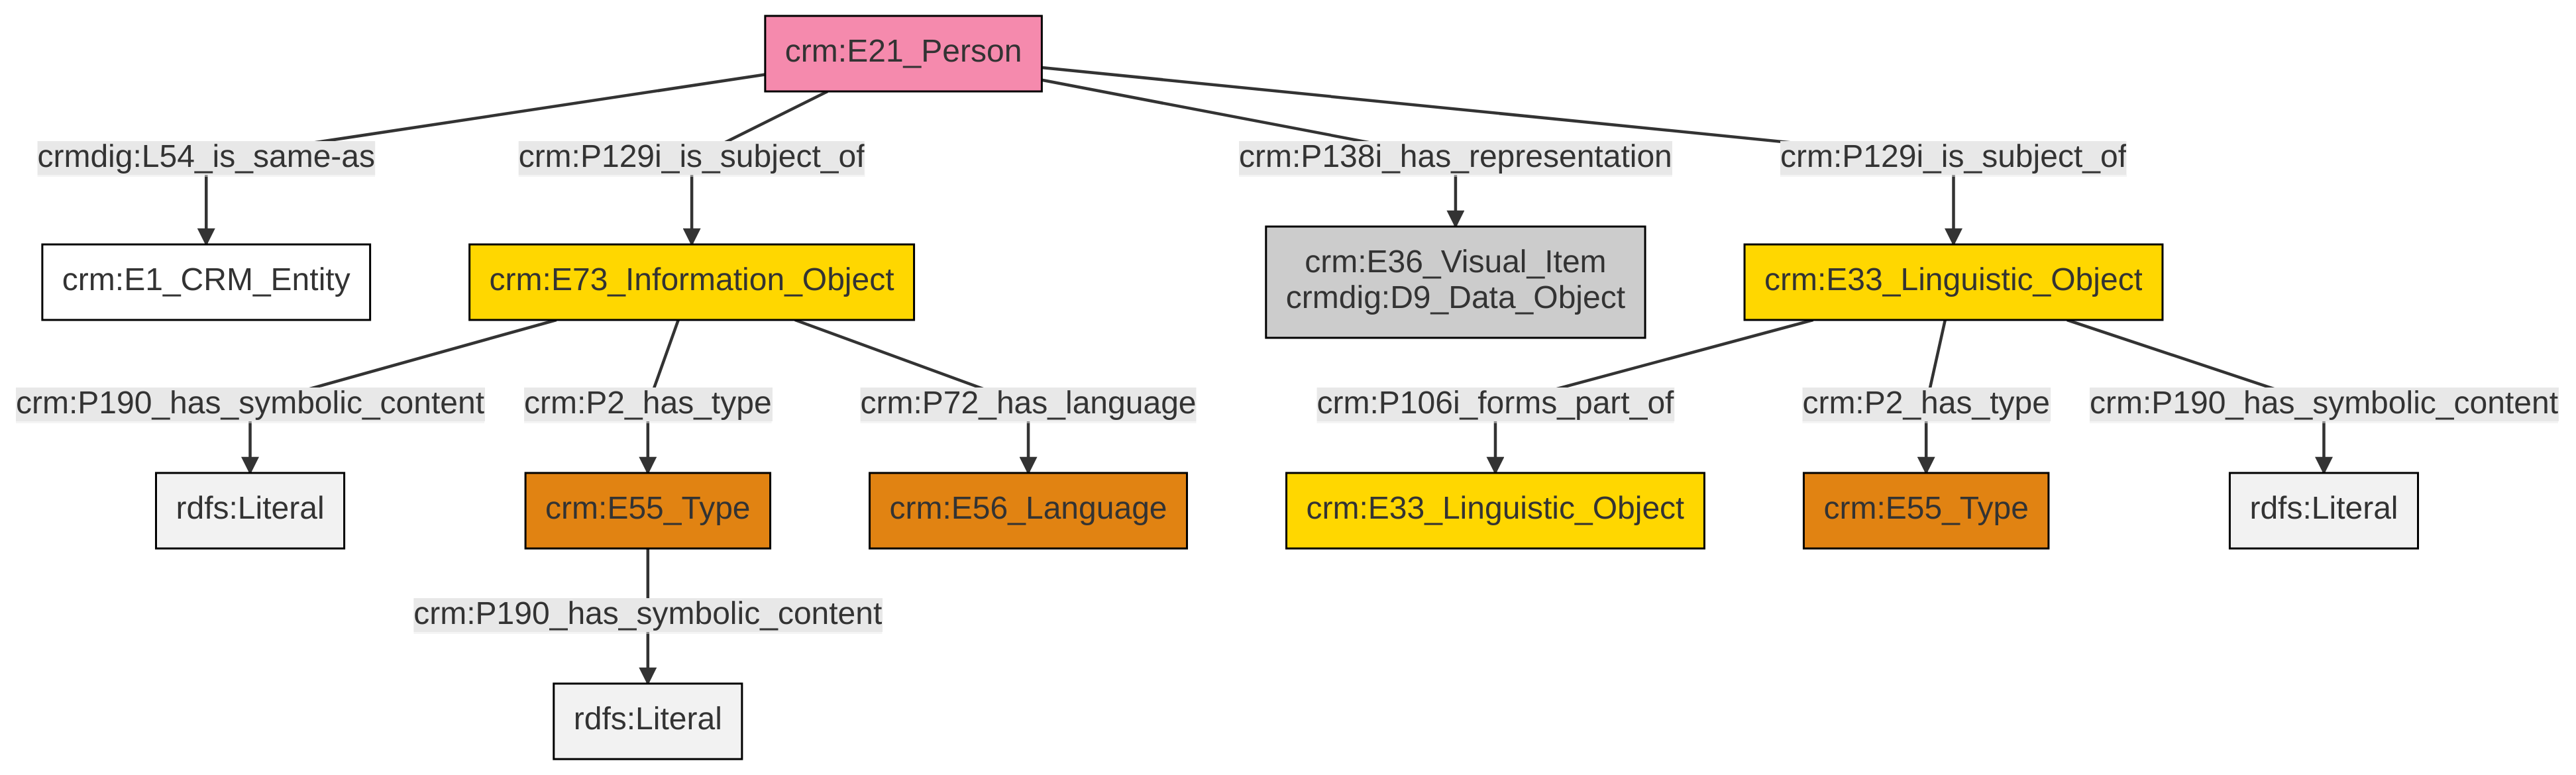 crm:E21_Person
crmdig:L54_is_same-as
crm:P129i_is_subject_of
crm:P138i_has_representation
crm:P129i_is_subject_of
crm:E1_CRM_Entity
crm:E73_Information_Object
crm:E36_Visual_Item
crmdig:D9_Data_Object
crm:E33_Linguistic_Object
crm:P190_has_symbolic_content
crm:P2_has_type
crm:P72_has_language
crm:P106i_forms_part_of
crm:P2_has_type
crm:P190_has_symbolic_content
rdfs:Literal
crm:E55_Type
crm:E56_Language
crm:E33_Linguistic_Object
crm:E55_Type
rdfs:Literal
crm:P190_has_symbolic_content
rdfs:Literal